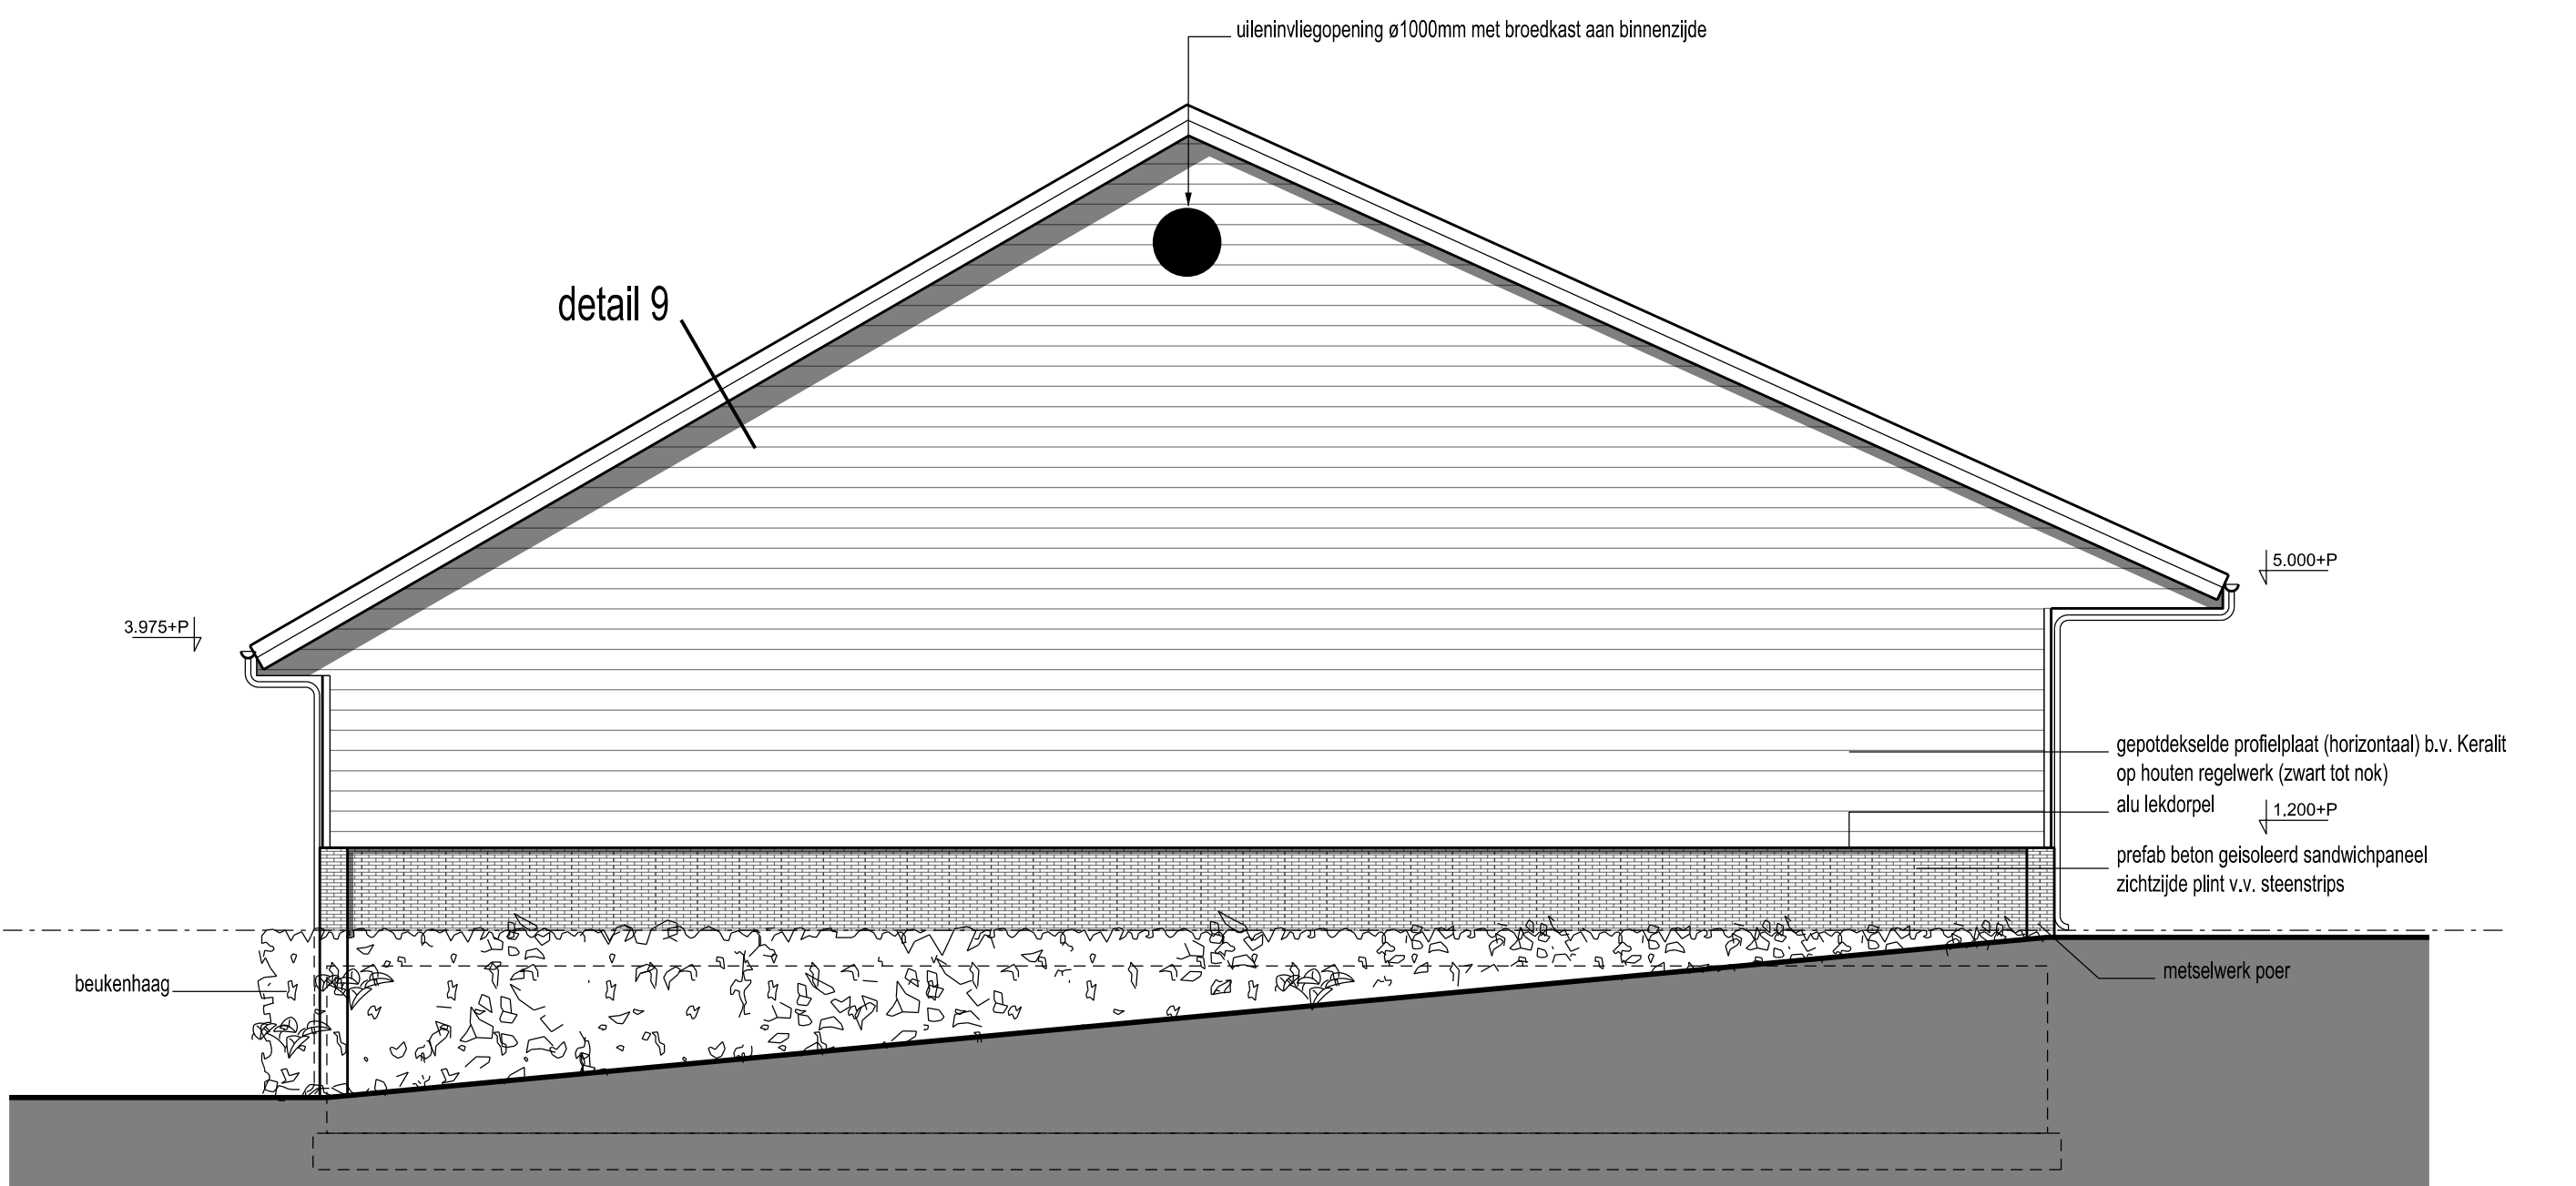 uileninvliegopening ø1000mm met broedkast aan binnenzijde
detail 9
5.000+P
3.975+P
gepotdekselde profielplaat (horizontaal) b.v. Keralit
op houten regelwerk (zwart tot nok)
alu lekdorpel
1.200+P
prefab beton geisoleerd sandwichpaneel
zichtzijde plint v.v. steenstrips
beukenhaag
metselwerk poer